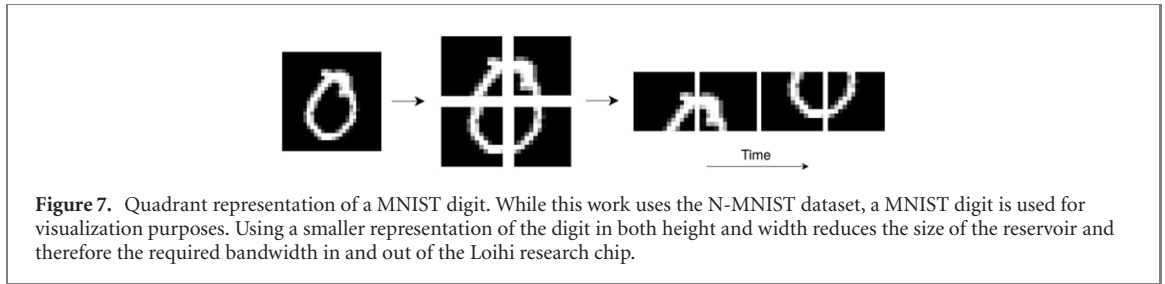 Time
Figure 7. Quadrant representation of a MNIST digit. While this work uses the N-MNIST dataset, a MNIST digit is used for
visualization purposes. Using a smaller representation of the digit in both height and width reduces the size of the reservoir and
therefore the required bandwidth in and out of the Loihi research chip.